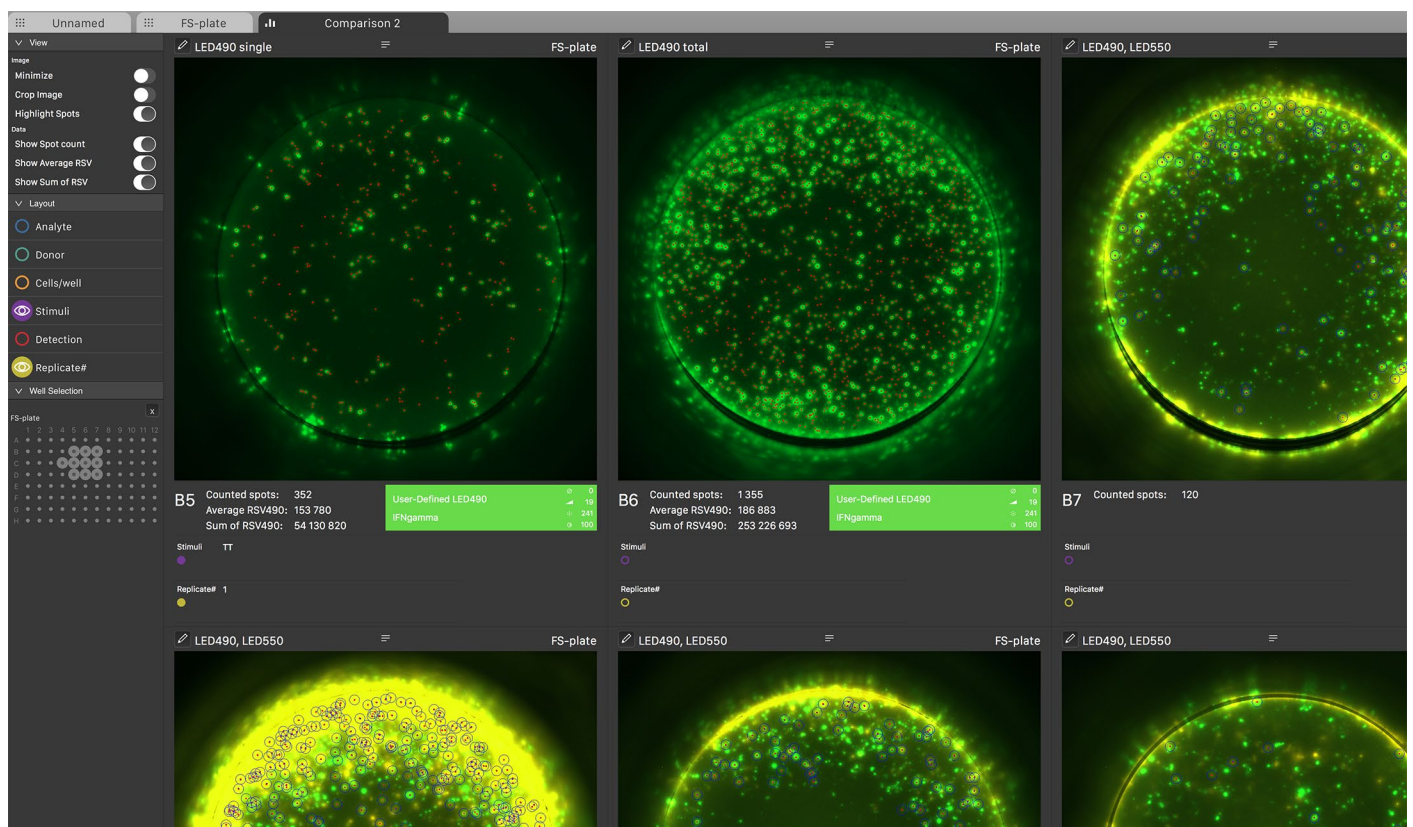 Unnamed
FS-plate
Comparison 2
View
Image
Minimize
Crop Image
Highlight Spots
Data
Show Spot count
Show Average RSV
Show Sum of RSV
Layout
Analyte
Donor
Cells/well
Stimuli
Detection
Replicate#
Well Selection
x
FS-plate
1 2 3 4 5 6 7 8 9 10 11 12
A
B
C
D
E
F
G
H
LED490 single FS-plate
B5
Counted spots: 352
Average RSV490: 153 780
Sum of RSV490: 54 130 820
User-Defined LED490
IFNgamma
0
19
241
100
Stimuli TT
Replicate# 1
LED490 total FS-plate
B6
Counted spots: 1 355
Average RSV490: 186 883
Sum of RSV490: 253 226 693
User-Defined LED490
IFNgamma
0
19
241
100
Stimuli
Replicate#
LED490, LED550
B7
Counted spots: 120
Stimuli
Replicate#
LED490, LED550 FS-plate
LED490, LED550 FS-plate
LED490, LED550